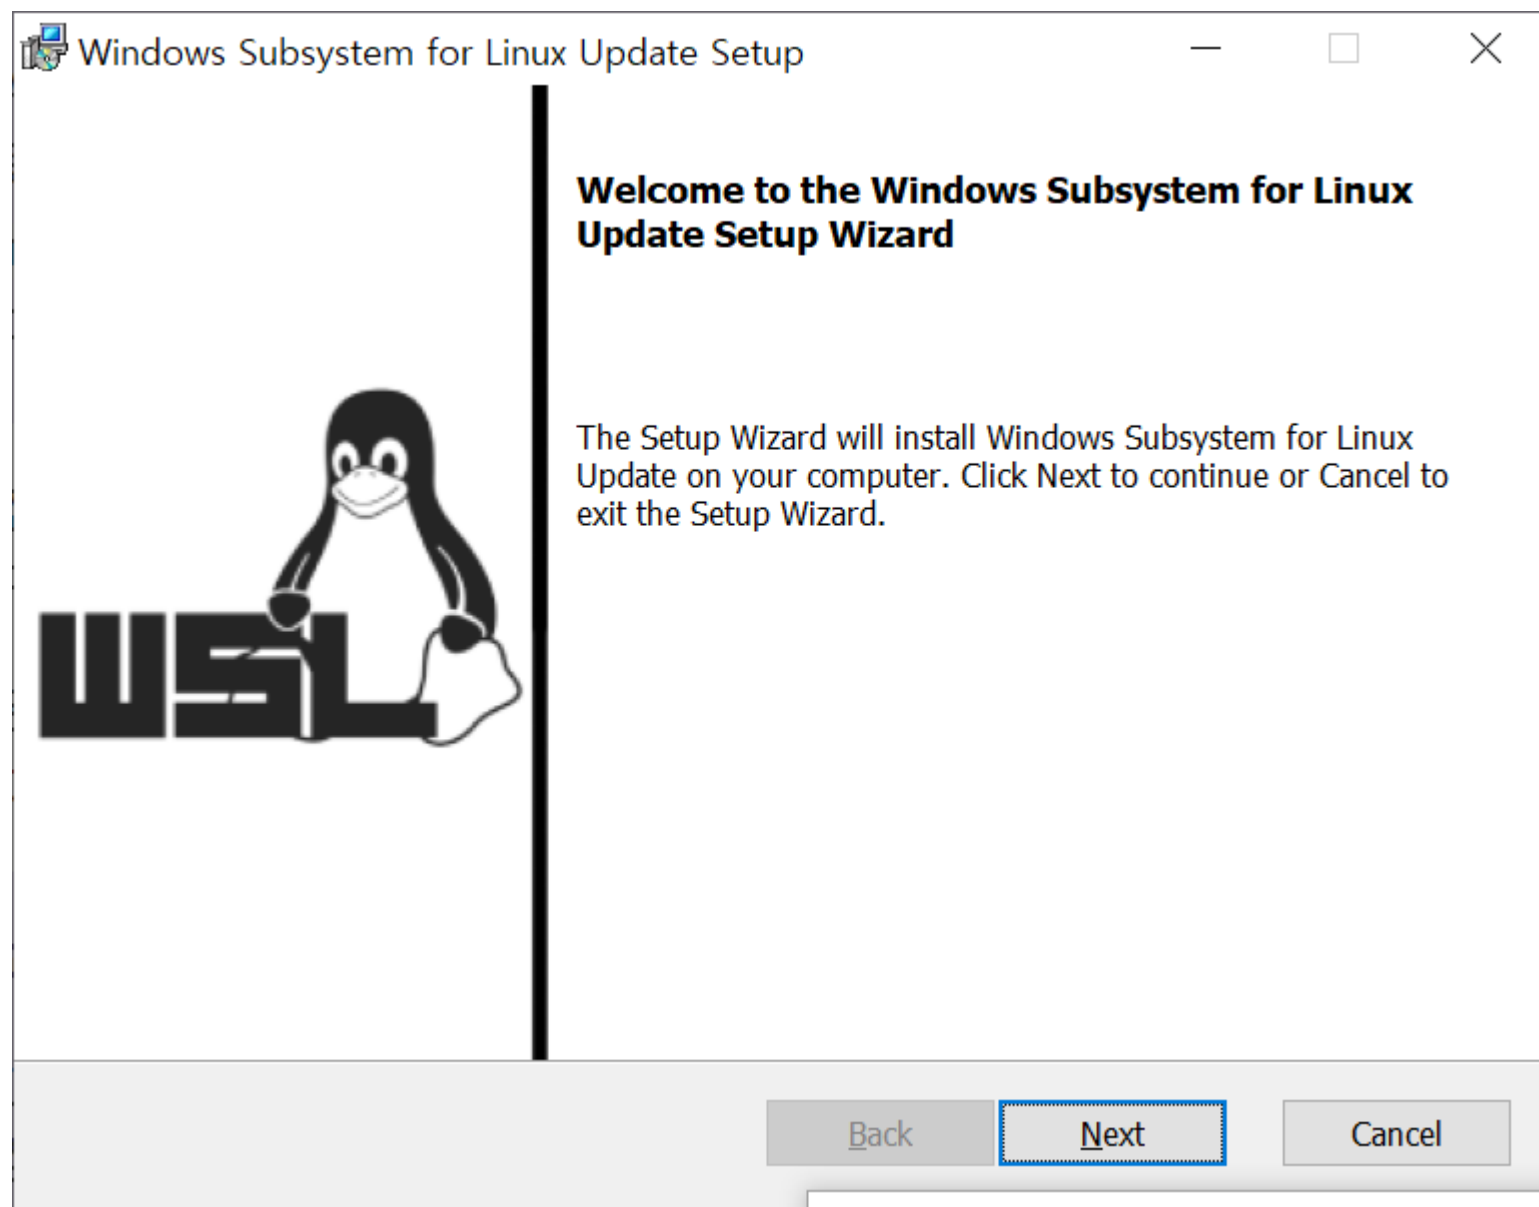 Windows Subsystem for Linux Update Setup
Welcome to the Windows Subsystem for Linux
Update Setup Wizard
The Setup Wizard will install Windows Subsystem for Linux
Update on your computer. Click Next to continue or Cancel to
exit the Setup Wizard.
WSL
Back
Next
Cancel